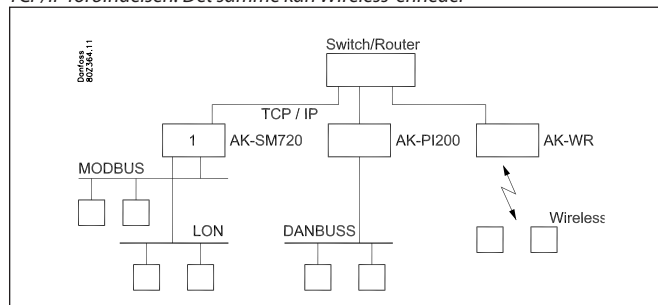 TCP/IP forbindelsen. Det samme kan Wireless-enheder
Danfoss
80Z364.11
Switch/Router
TCP / IP
1
AK-SM720
AK-PI200
AK-WR
MODBUS
Wireless
LON
DANBUSS